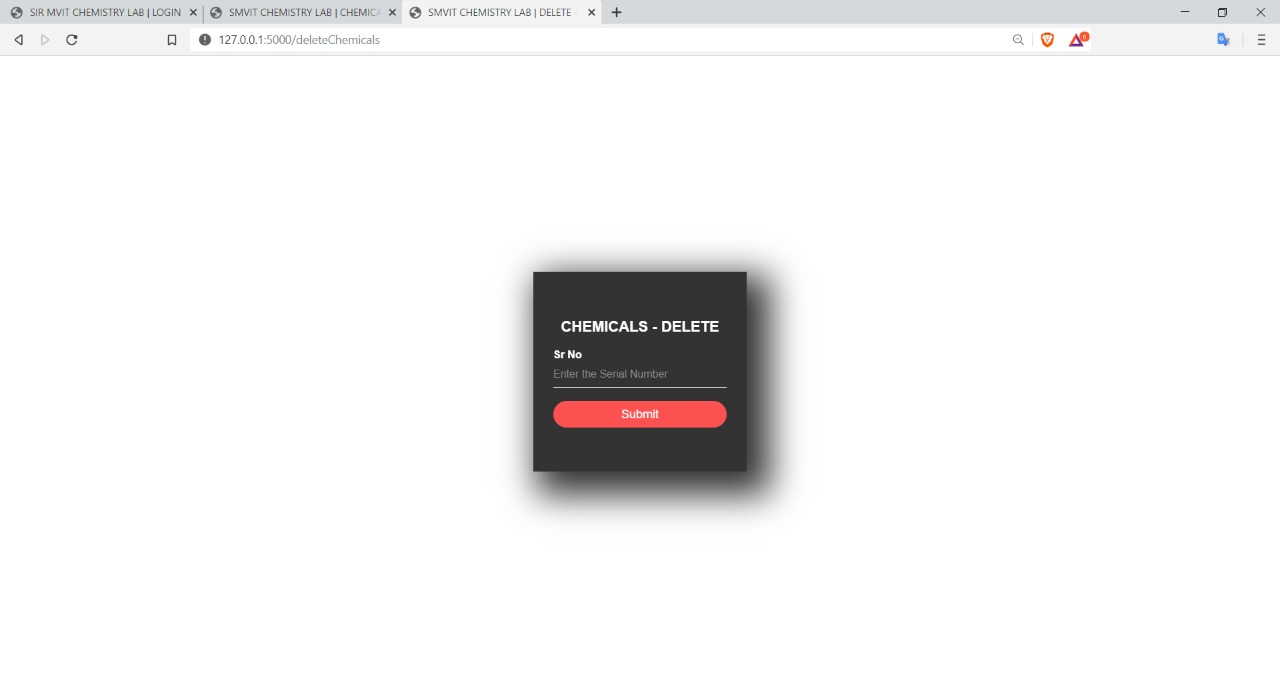 SIR MVIT CHEMISTRY LAB | LOGIN
SMVIT CHEMISTRY LAB | CHEMICA
SMVIT CHEMISTRY LAB | DELETE -
127.0.0.1:5000/deleteChemicals
CHEMICALS - DELETE
Sr No
Enter the Serial Number
Submit